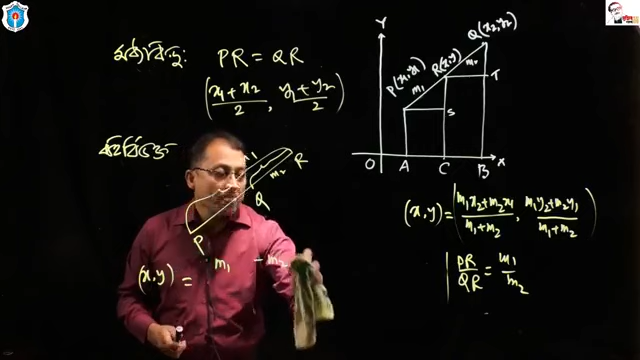 মধ্যবিন্দু: PR = QR
(x₁ + x₂ / 2, y₁ + y₂ / 2)
বহির্বিভক্ত
R
m₂
Q
P
(x, y) = m₁ - m₂
Y
Q(x₂, y₂)
R(x, y) m₂
P(x₁, y₁) m₁
T
S
O A C B X
(x, y) = (m₁x₂ + m₂x₁ / m₁ + m₂, m₁y₂ + m₂y₁ / m₁ + m₂)
PR / QR = m₁ / m₂